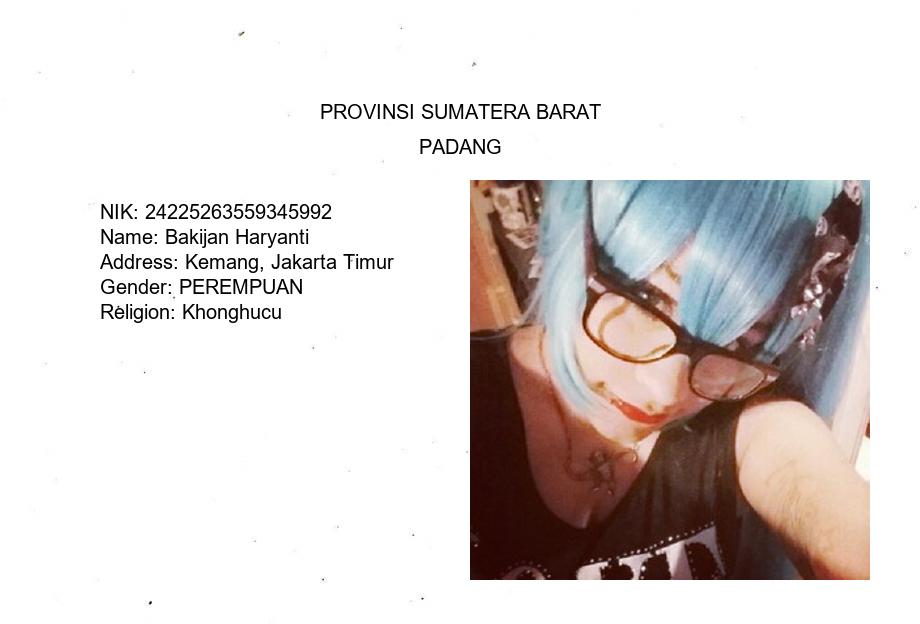 PROVINSI SUMATERA BARAT
PADANG
NIK: 24225263559345992
Name: Bakijan Haryanti
Address: Kemang, Jakarta Timur
Gender: PEREMPUAN
Religion: Khonghucu